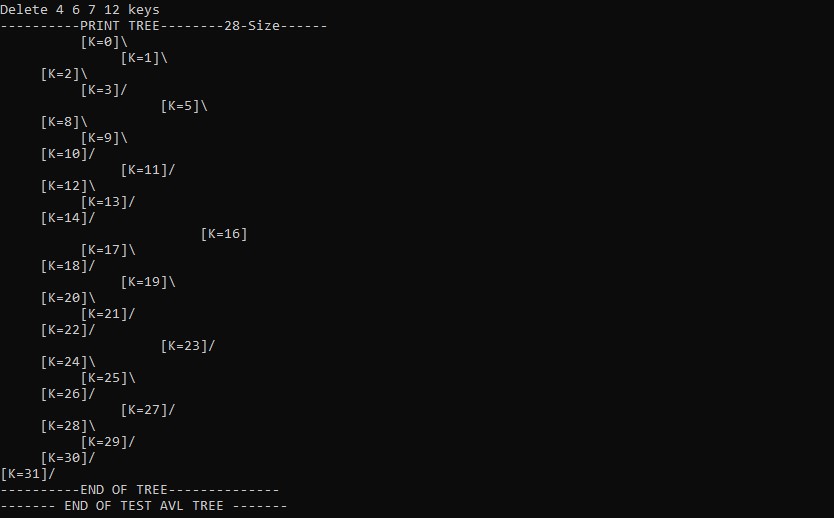 Delete 4 6 7 12 keys
----------PRINT TREE--------28-Size------
          [K=0]\
               [K=1]\
     [K=2]\
          [K=3]/
                    [K=5]\
     [K=8]\
          [K=9]\
     [K=10]/
               [K=11]/
     [K=12]\
          [K=13]/
     [K=14]/
                         [K=16]
          [K=17]\
     [K=18]/
               [K=19]\
     [K=20]\
          [K=21]/
     [K=22]/
                    [K=23]/
     [K=24]\
          [K=25]\
     [K=26]/
               [K=27]/
     [K=28]\
          [K=29]/
     [K=30]/
[K=31]/
----------END OF TREE--------------
------- END OF TEST AVL TREE -------